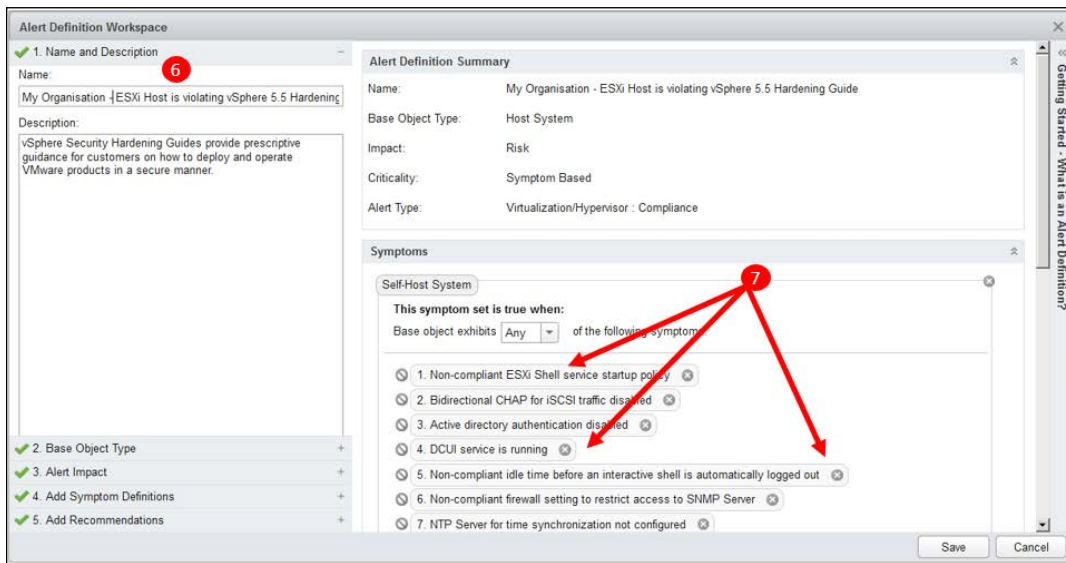 Alert Definition Workspace
1. Name and Description
6
Name:
My Organisation - ESXi Host is violating vSphere 5.5 Hardening
Description:
vSphere Security Hardening Guides provide prescriptive
guidance for customers on how to deploy and operate
VMware products in a secure manner.
2. Base Object Type
3. Alert Impact
4. Add Symptom Definitions
5. Add Recommendations
Alert Definition Summary
Name: My Organisation - ESXi Host is violating vSphere 5.5 Hardening Guide
Base Object Type: Host System
Impact: Risk
Criticality: Symptom Based
Alert Type: Virtualization/Hypervisor : Compliance
Symptoms
7
Self-Host System
This symptom set is true when:
Base object exhibits Any of the following symptoms
1. Non-compliant ESXi Shell service startup policy
2. Bidirectional CHAP for iSCSI traffic disabled
3. Active directory authentication disabled
4. DCUI service is running
5. Non-compliant idle time before an interactive shell is automatically logged out
6. Non-compliant firewall setting to restrict access to SNMP Server
7. NTP Server for time synchronization not configured
Save Cancel
Getting Started - What is an Alert Definition?